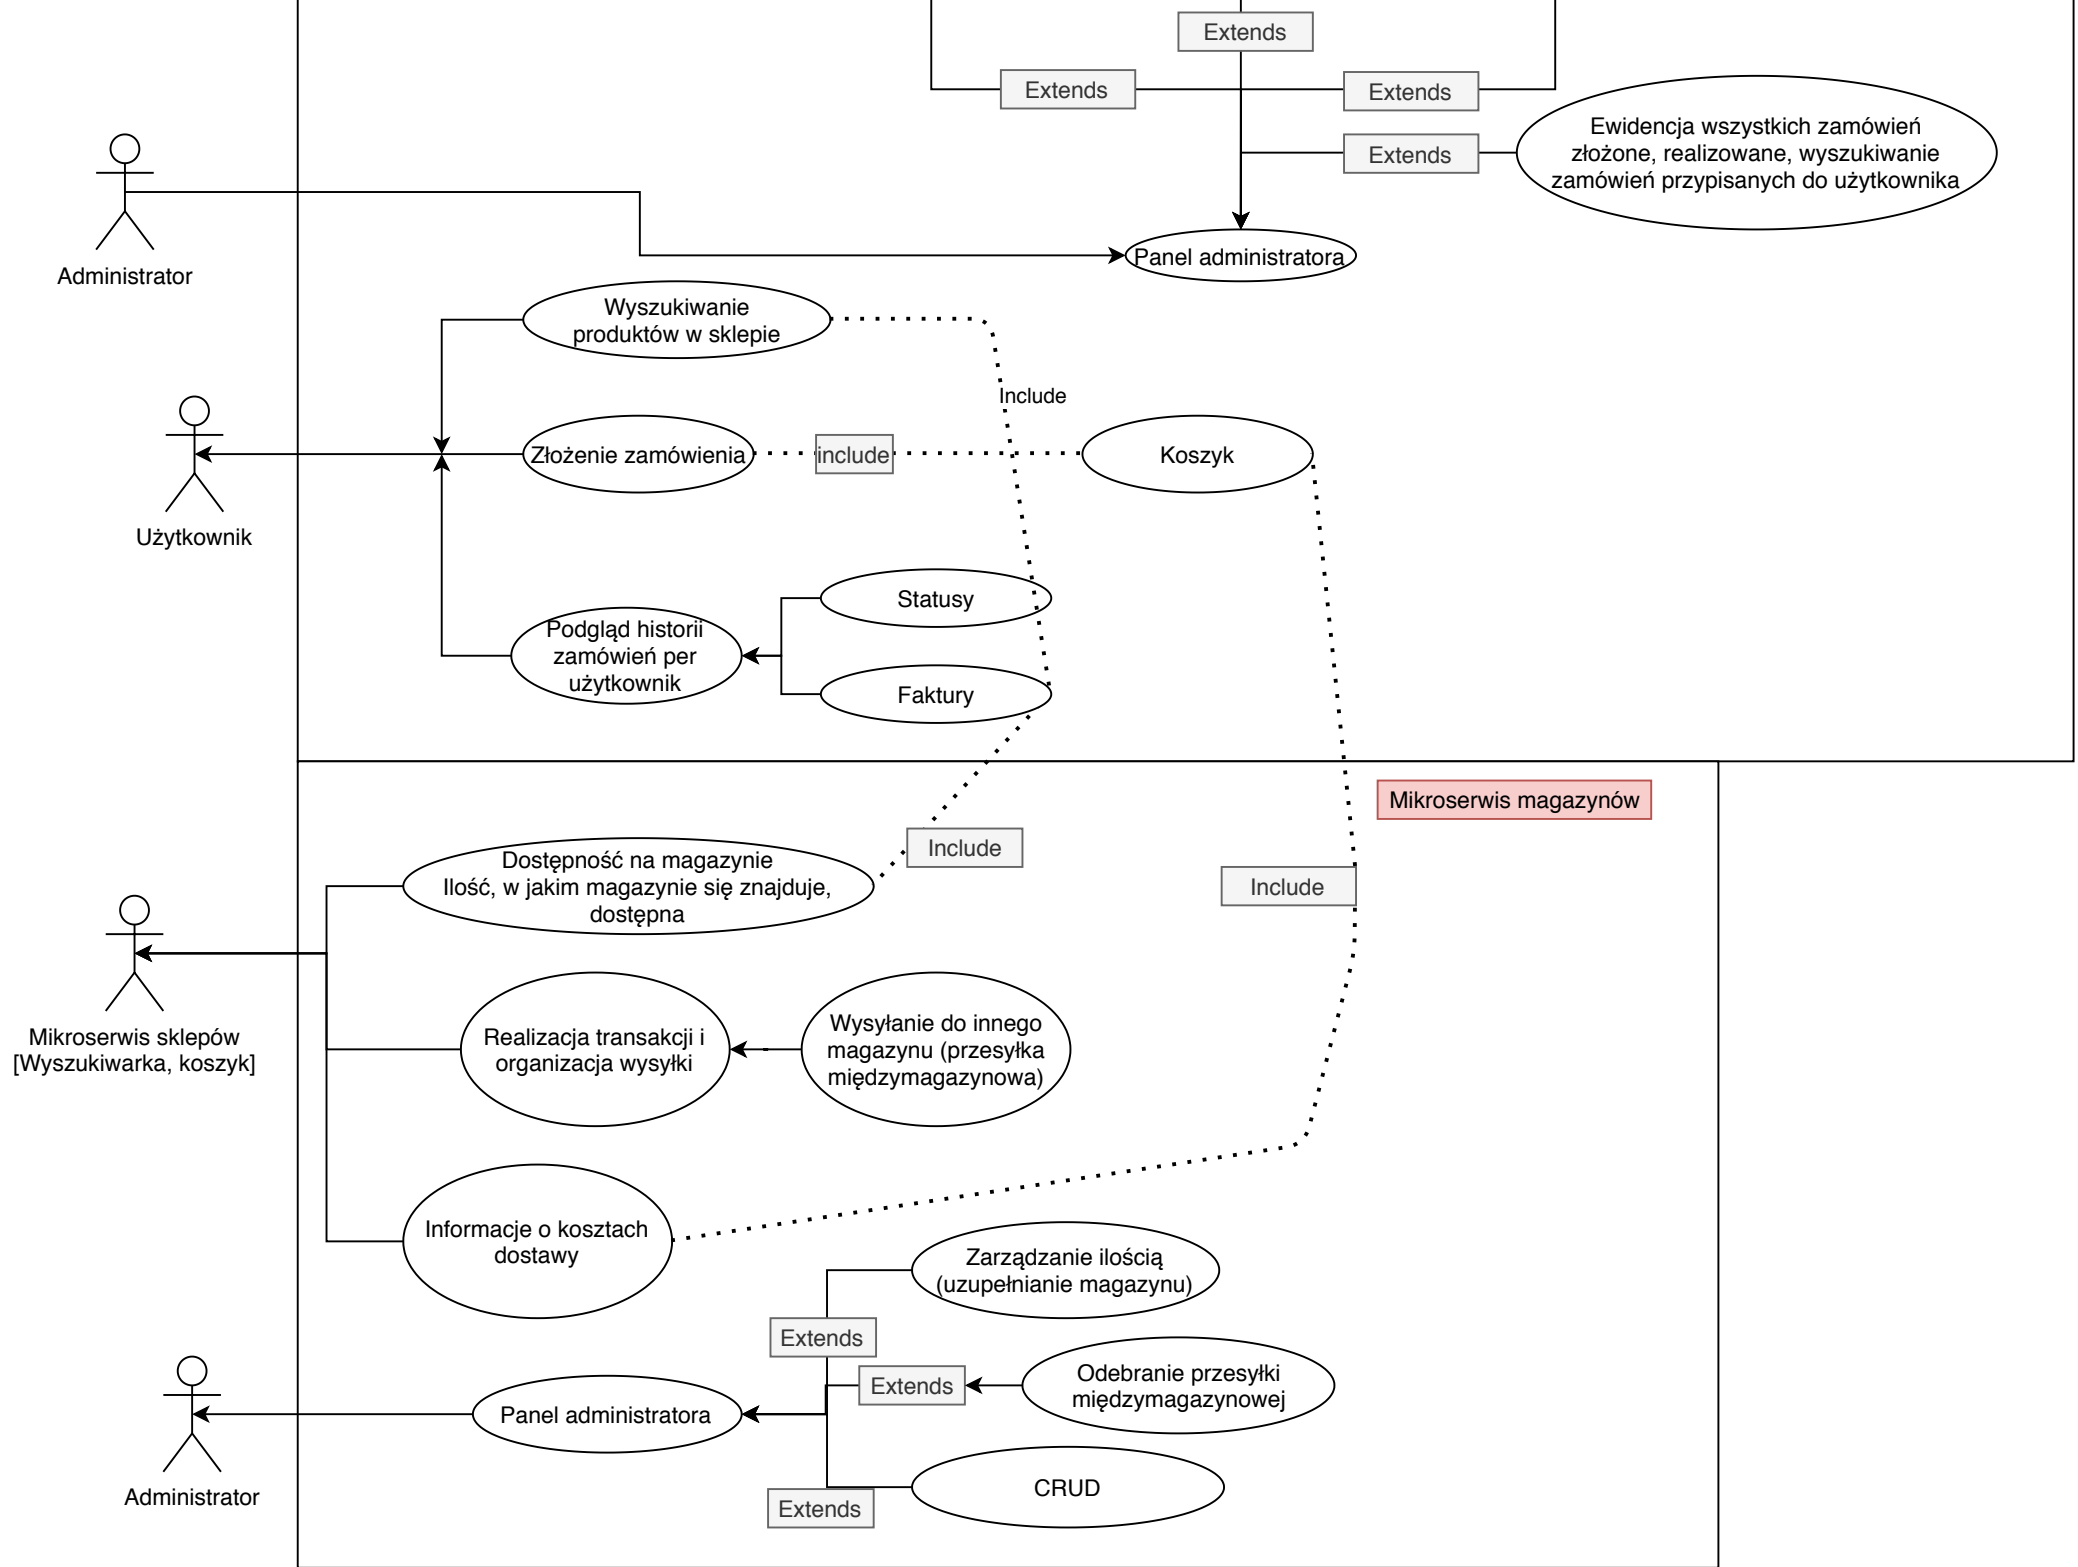 Extends
Extends
Extends
Ewidencja wszystkich zamówień
złożone, realizowane, wyszukiwanie
zamówień przypisanych do użytkownika
Extends
Administrator
Panel administratora
Wyszukiwanie
produktów w sklepie
Include
Złożenie zamówienia
include
Koszyk
Użytkownik
Statusy
Podgląd historii
zamówień per
użytkownik
Faktury
Mikroserwis magazynów
Include
Dostępność na magazynie
Ilość, w jakim magazynie się znajduje,
dostępna
Include
Mikroserwis sklepów
[Wyszukiwarka, koszyk]
Realizacja transakcji i
organizacja wysyłki
Wysyłanie do innego
magazynu (przesyłka
międzymagazynowa)
Informacje o kosztach
dostawy
Zarządzanie ilością
(uzupełnianie magazynu)
Extends
Extends
Odebranie przesyłki
międzymagazynowej
Panel administratora
Administrator
CRUD
Extends